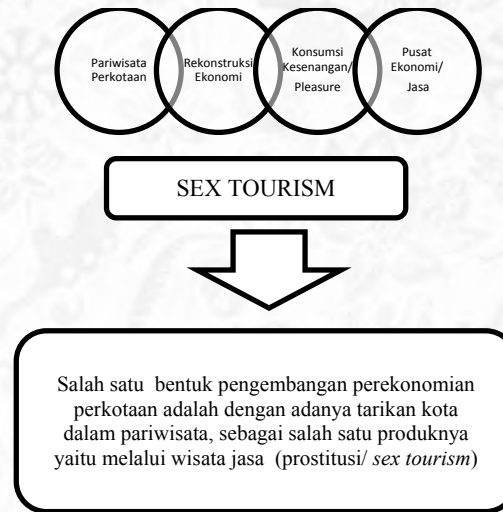 Pariwisata
Perkotaan
Rekonstruksi
Ekonomi
Konsumsi
Kesenangan/
Pleasure
Pusat
Ekonomi/
Jasa
SEX TOURISM
Salah satu bentuk pengembangan perekonomian
perkotaan adalah dengan adanya tarikan kota
dalam pariwisata, sebagai salah satu produknya
yaitu melalui wisata jasa (prostitusi/ sex tourism)